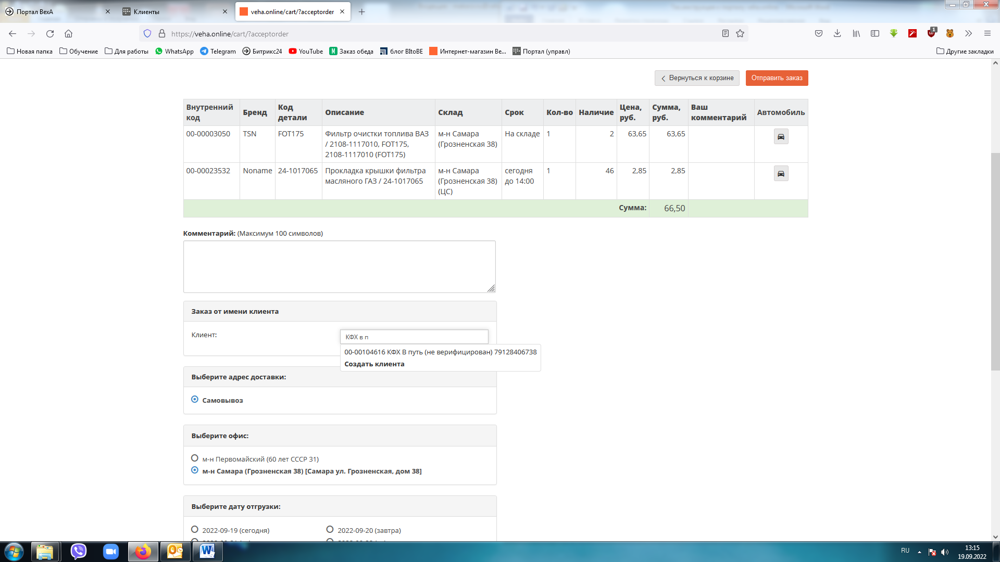 Портал ВехА
Клиенты
veha.online/cart/?acceptorder
https://veha.online/cart/?acceptorder
1
Новая папка
Обучение
Для работы
WhatsApp
Telegram
Битрикс24
YouTube
Заказ обеда
блог BItoBE
Интернет-магазин Ве...
Портал (управл)
Другие закладки
Вернуться к корзине
Отправить заказ
Внутренний код
Бренд
Код детали
Описание
Склад
Срок
Кол-во
Наличие
Цена, руб.
Сумма, руб.
Ваш комментарий
Автомобиль
00-00003050
TSN
FOT175
Фильтр очистки топлива ВАЗ
/ 2108-1117010, FOT175,
2108-1117010 (FOT175)
м-н Самара
(Грозненская 38)
На складе
1
2
63,65
63,65
00-00023532
Noname
24-1017065
Прокладка крышки фильтра
масляного ГАЗ / 24-1017065
м-н Самара
(Грозненская 38)
(ЦС)
сегодня
до 14:00
1
46
2,85
2,85
Сумма:
66,50
Комментарий: (Максимум 100 символов)
Заказ от имени клиента
Клиент:
КФХ в п
00-00104616 КФХ В путь (не верифицирован) 79128406738
Создать клиента
Выберите адрес доставки:
Самовывоз
Выберите офис:
м-н Первомайский (60 лет СССР 31)
м-н Самара (Грозненская 38) [Самара ул. Грозненская, дом 38]
Выберите дату отгрузки:
2022-09-19 (сегодня)
2022-09-20 (завтра)
RU
13:15
19.09.2022